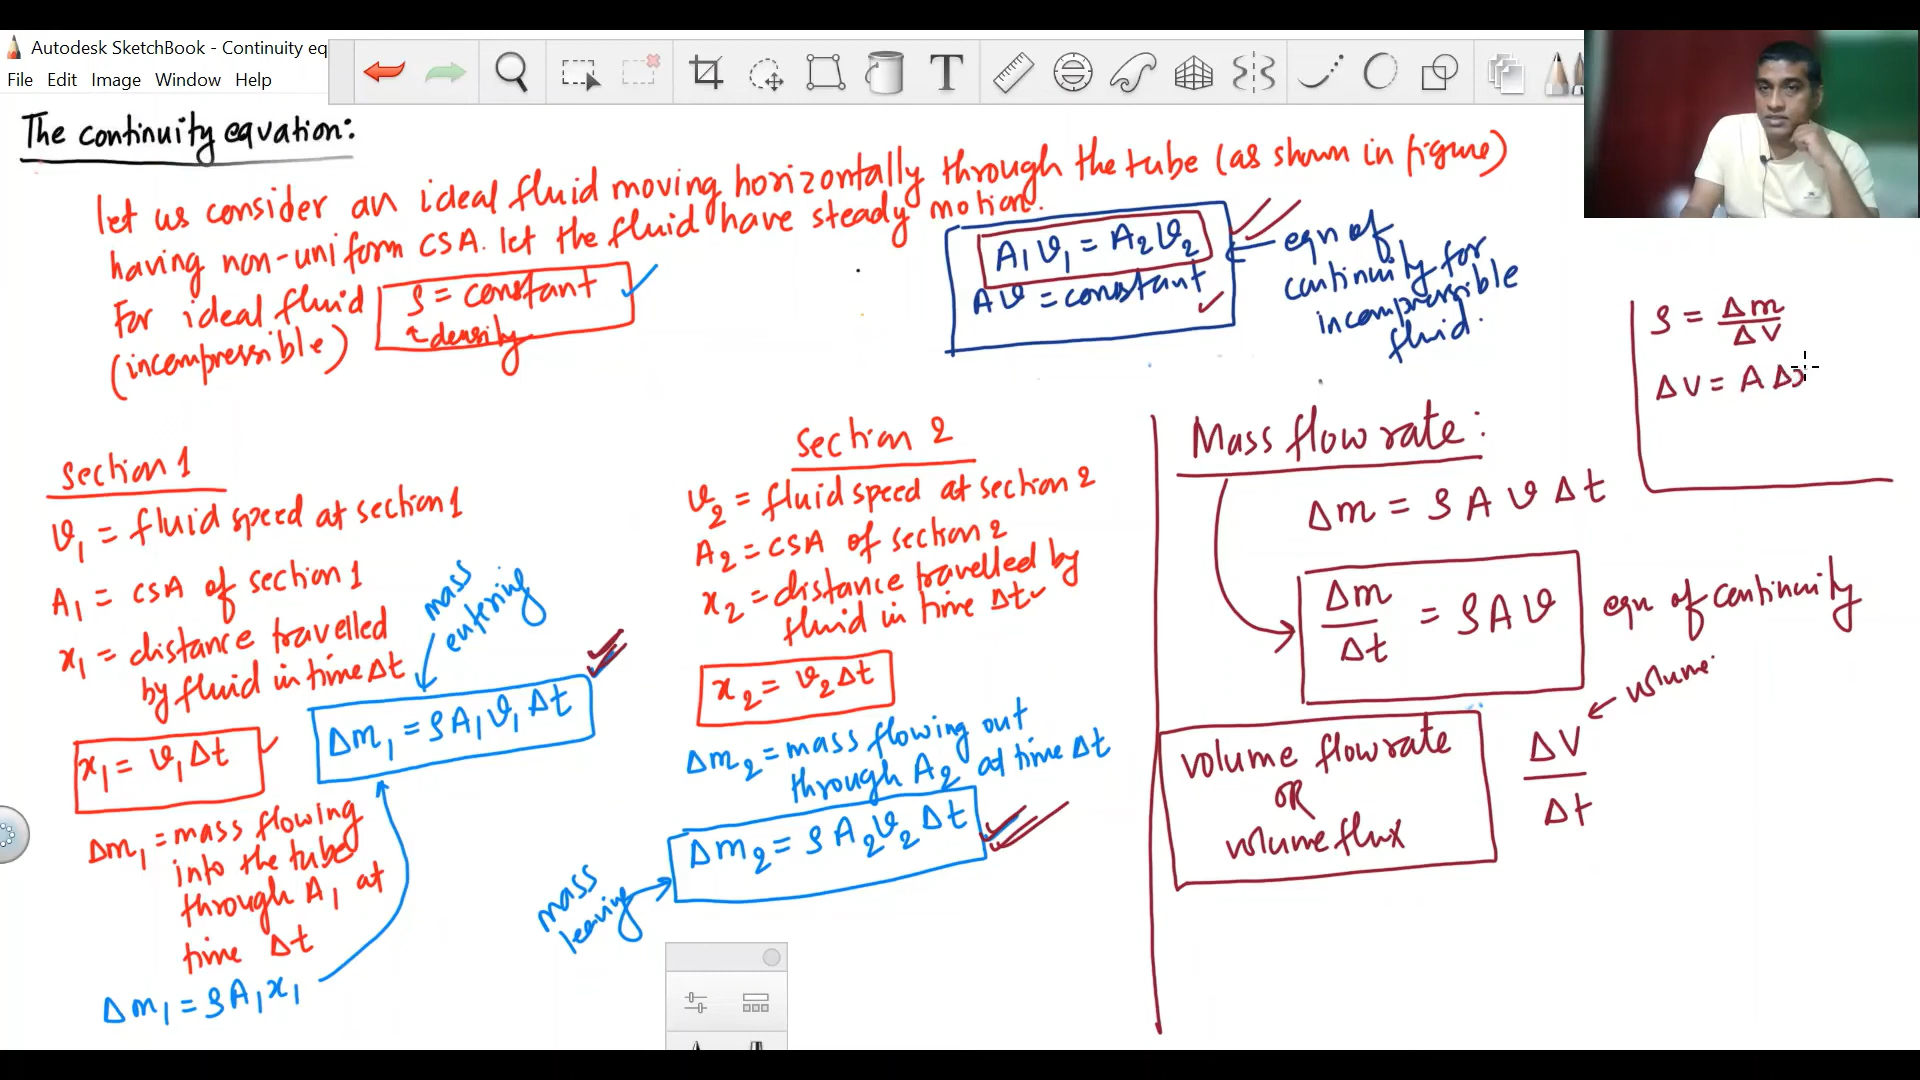 Autodesk SketchBook - Continuity eq
File Edit Image Window Help
T
The continuity equation:
let us consider an ideal fluid moving horizontally through the tube (as shown in figure)
having non-uniform CSA. let the fluid have steady motion.
For ideal fluid
(incompressible)
ρ = constant
density
A₁v₁ = A₂v₂
Av = constant
eqn of
continuity for
incompressible
fluid.
ρ = Δm/ΔV
ΔV = A Δx
Section 1
v₁ = fluid speed at section 1
A₁ = CSA of section 1
x₁ = distance travelled
by fluid in time Δt
x₁ = v₁Δt
mass
entering
Δm₁ = ρA₁v₁Δt
Δm₁ = mass flowing
into the tube
through A₁ at
time Δt
Δm₁ = ρA₁x₁
Section 2
v₂ = fluid speed at section 2
A₂ = CSA of section 2
x₂ = distance travelled by
fluid in time Δt
x₂ = v₂Δt
Δm₂ = mass flowing out
through A₂ at time Δt
Δm₂ = ρA₂v₂Δt
mass
leaving
Mass flow rate:
Δm = ρAvΔt
Δm/Δt = ρAv
eqn of continuity
volume flow rate
OR
volume flux
ΔV/Δt
volume